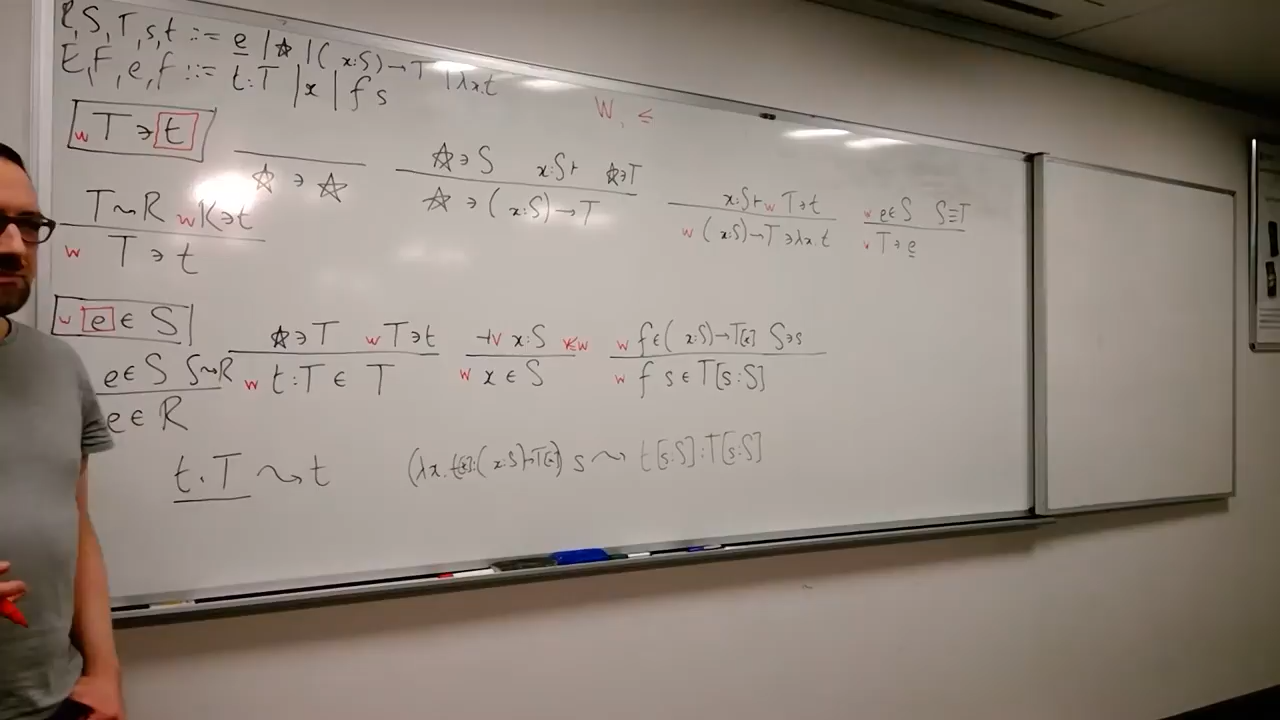 R,S,T,s,t ::= e | ☆ | (x:S)→T | λx.t
E,F,e,f ::= t:T | x | f s
W, ≤
w T ∋ t
☆ ∋ ☆
☆∋S x:S⊢ ☆∋T
☆ ∋ (x:S)→T
x:S⊢w T∋t
w (x:S)→T ∋ λx.t
w e∈S S≡T
w T∋e
T⇝R w R∋t
w T ∋ t
w e ∈ S
e∈S S⇝R
e∈R
☆∋T w T∋t
w t:T ∈ T
⊣v x:S v≤w
w x ∈ S
w f∈(x:S)→T[x] S∋s
w f s ∈ T[s:S]
t:T ⇝ t
(λx.t[x]:(x:S)→T[x]) s ⇝ t[s:S]:T[s:S]